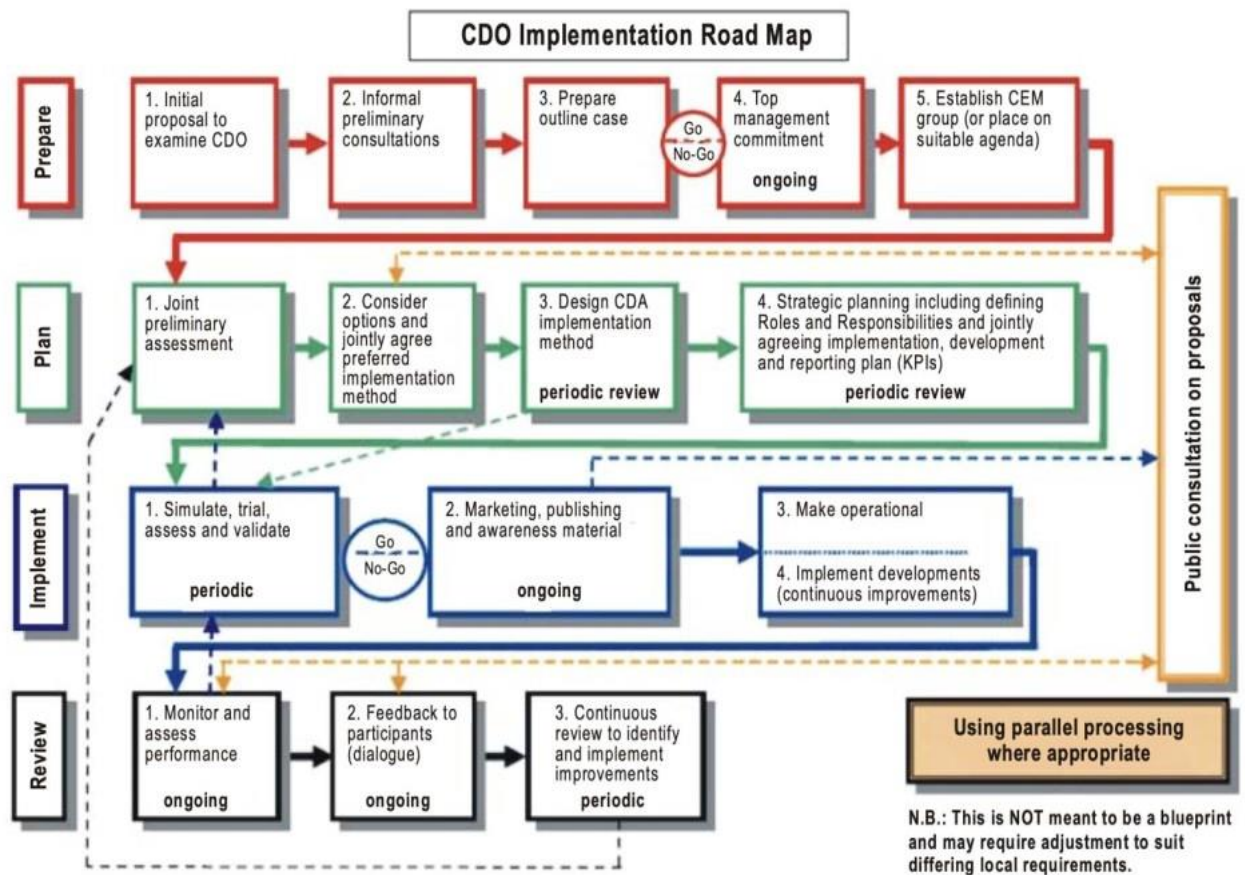 CDO Implementation Road Map
Prepare
1. Initial
proposal to
examine CDO
2. Informal
preliminary
consultations
3. Prepare
outline case
Go
No-Go
4. Top
management
commitment
ongoing
5. Establish CEM
group (or place on
suitable agenda)
Plan
1. Joint
preliminary
assessment
2. Consider
options and
jointly agree
preferred
implementation
method
3. Design CDA
implementation
method
periodic review
4. Strategic planning including defining
Roles and Responsibilities and jointly
agreeing implementation, development
and reporting plan (KPIs)
periodic review
Public consultation on proposals
Implement
1. Simulate, trial,
assess and validate
periodic
Go
No-Go
2. Marketing, publishing
and awareness material
ongoing
3. Make operational
4. Implement developments
(continuous improvements)
Review
1. Monitor and
assess
performance
ongoing
2. Feedback to
participants
(dialogue)
ongoing
3. Continuous
review to identify
and implement
improvements
periodic
Using parallel processing
where appropriate
N.B.: This is NOT meant to be a blueprint
and may require adjustment to suit
differing local requirements.